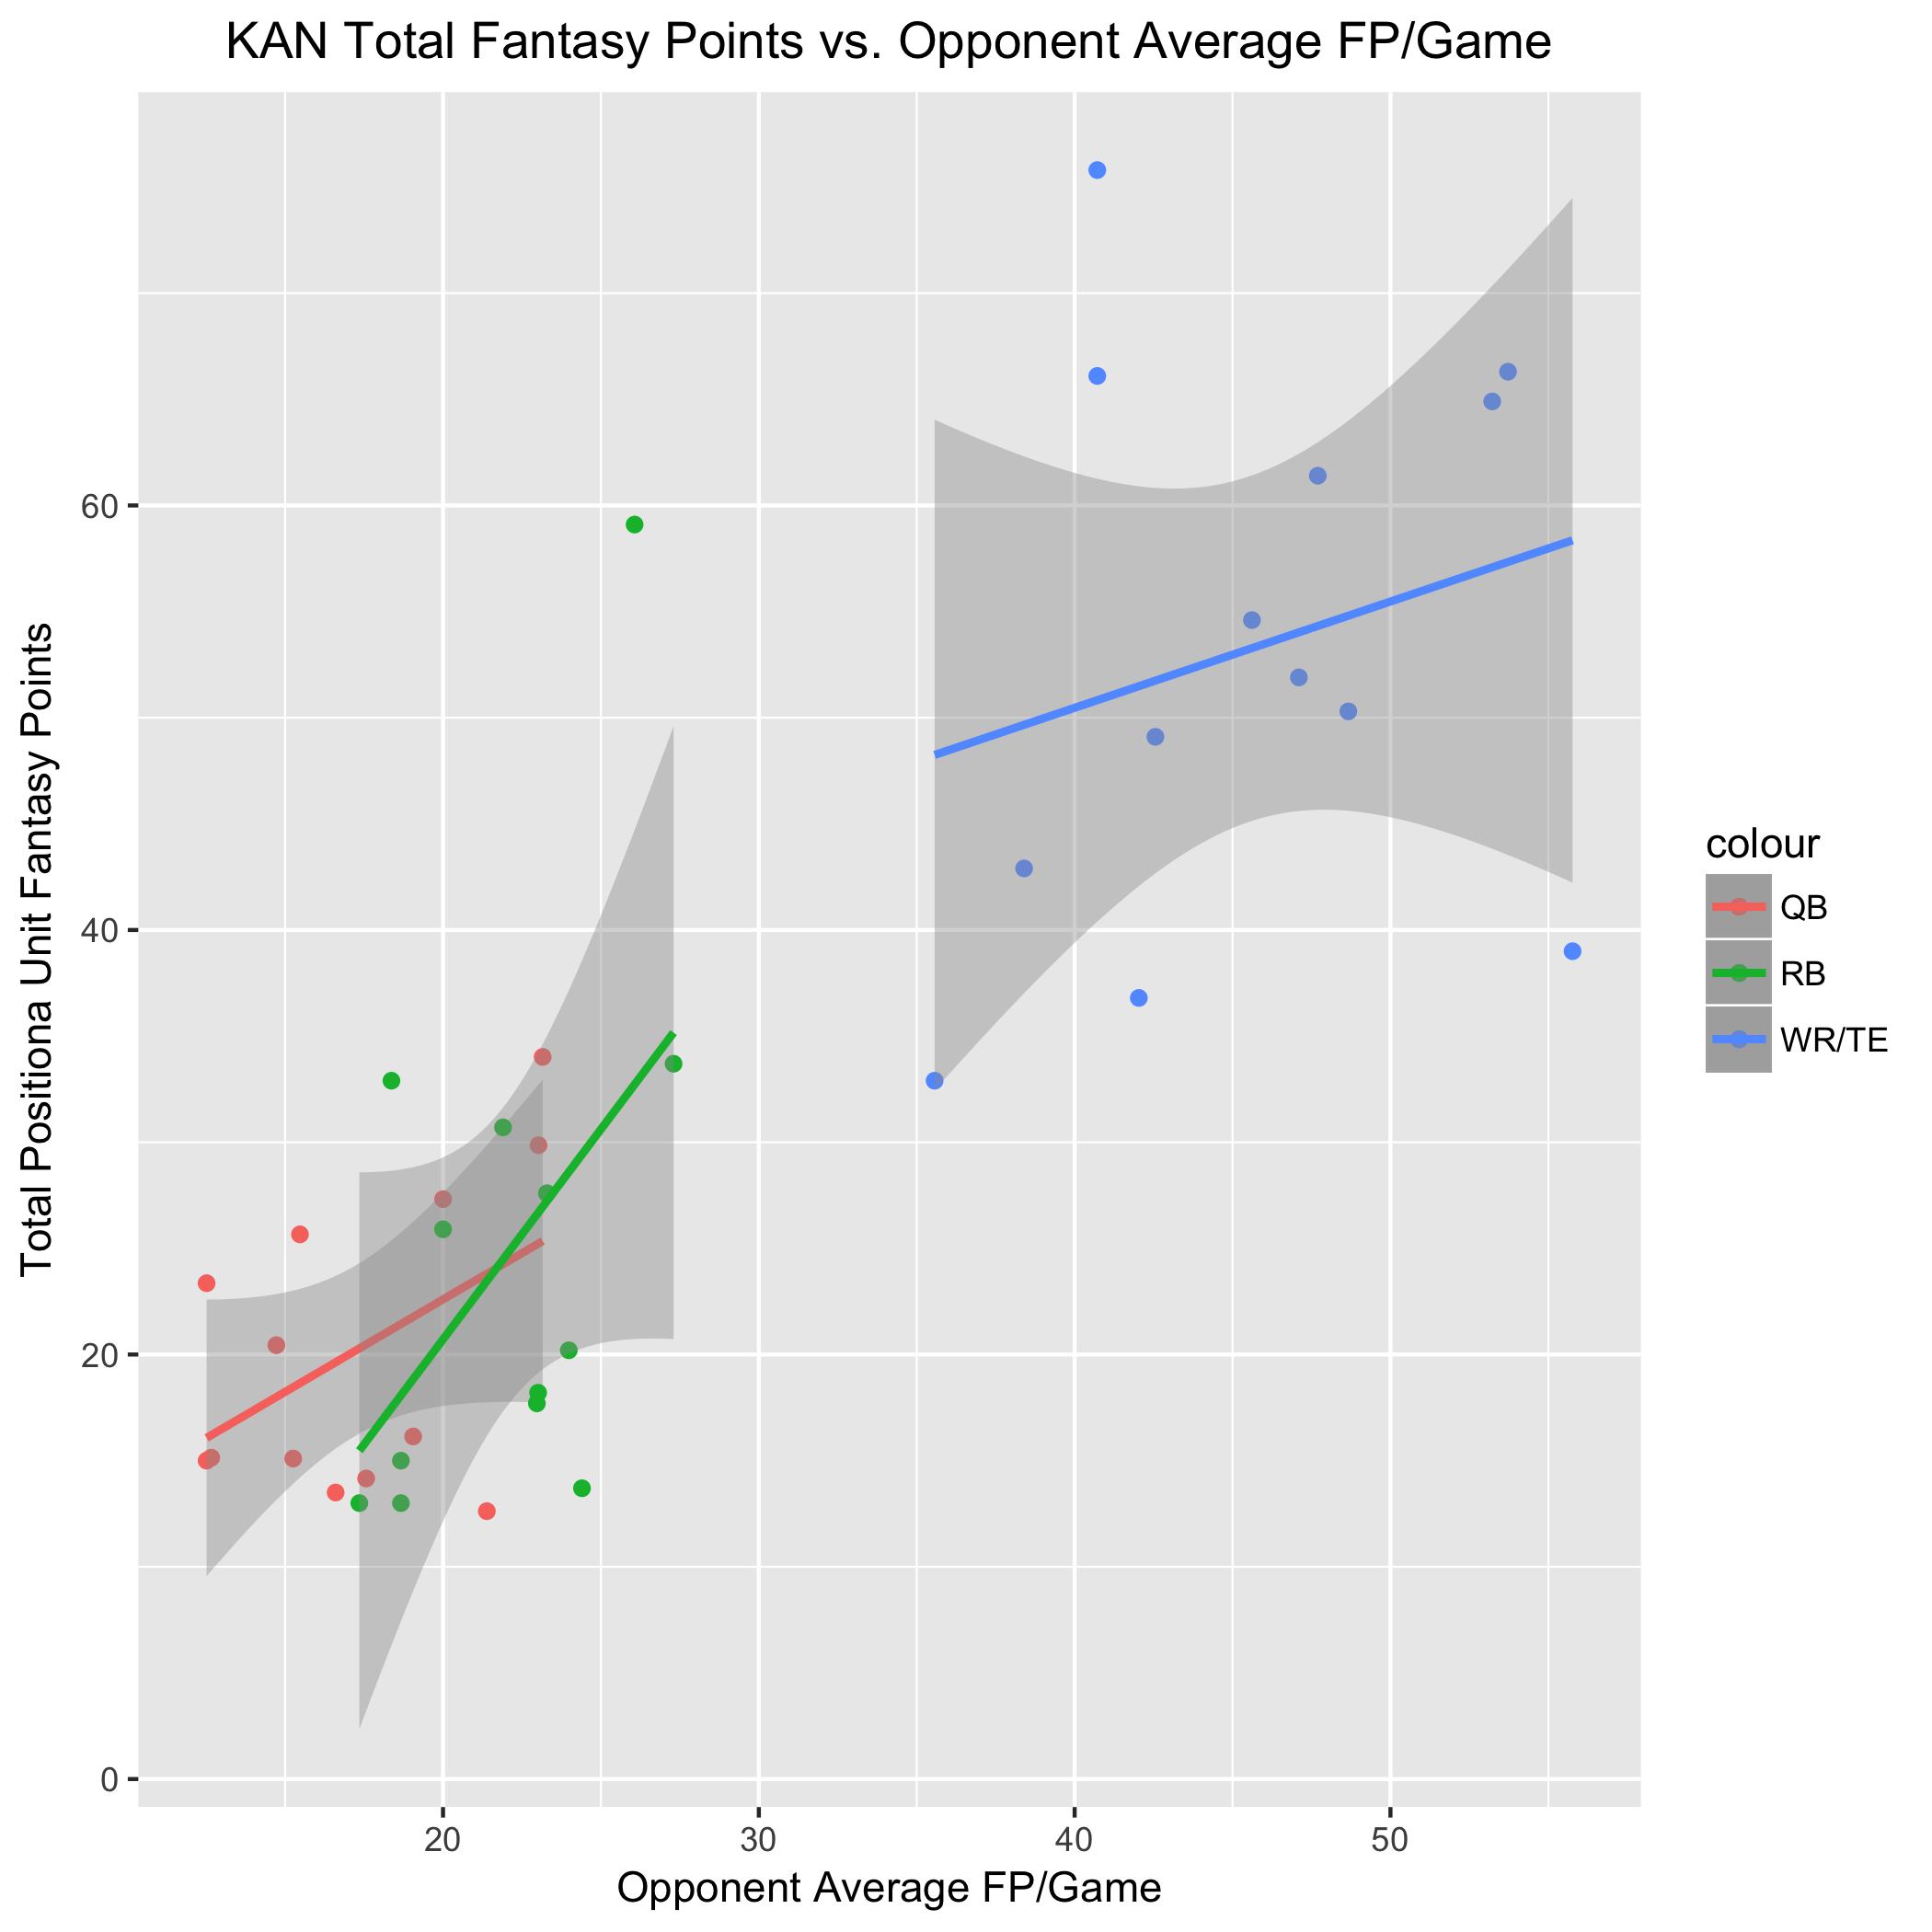 KAN Total Fantasy Points vs. Opponent Average FP/Game
Total Positiona Unit Fantasy Points
60
40
20
0
20
30
40
50
Opponent Average FP/Game
colour
QB
RB
WR/TE